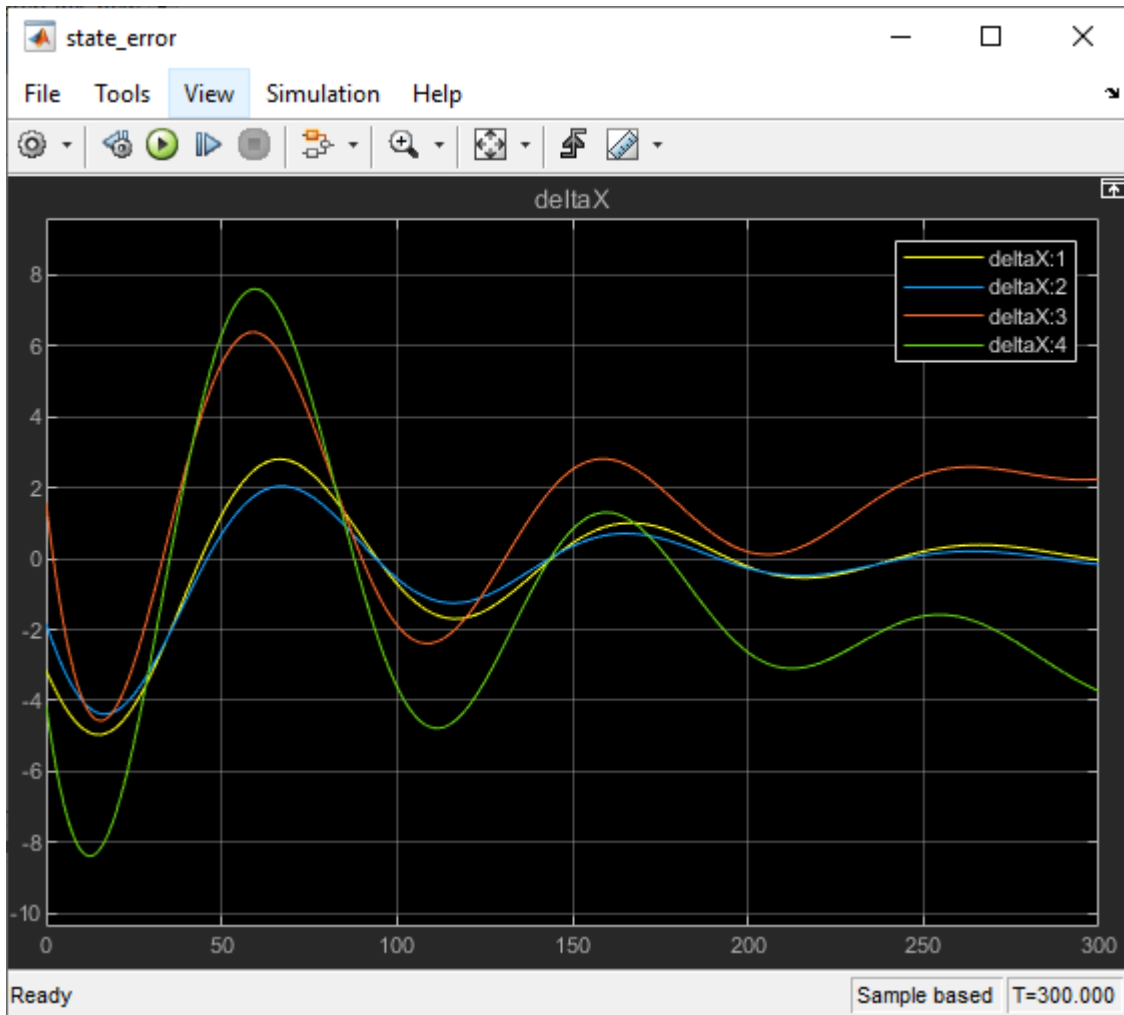 state_error
File Tools View Simulation Help
deltaX
8
6
4
2
0
-2
-4
-6
-8
-10
deltaX:1
deltaX:2
deltaX:3
deltaX:4
0 50 100 150 200 250 300
Ready Sample based T=300.000